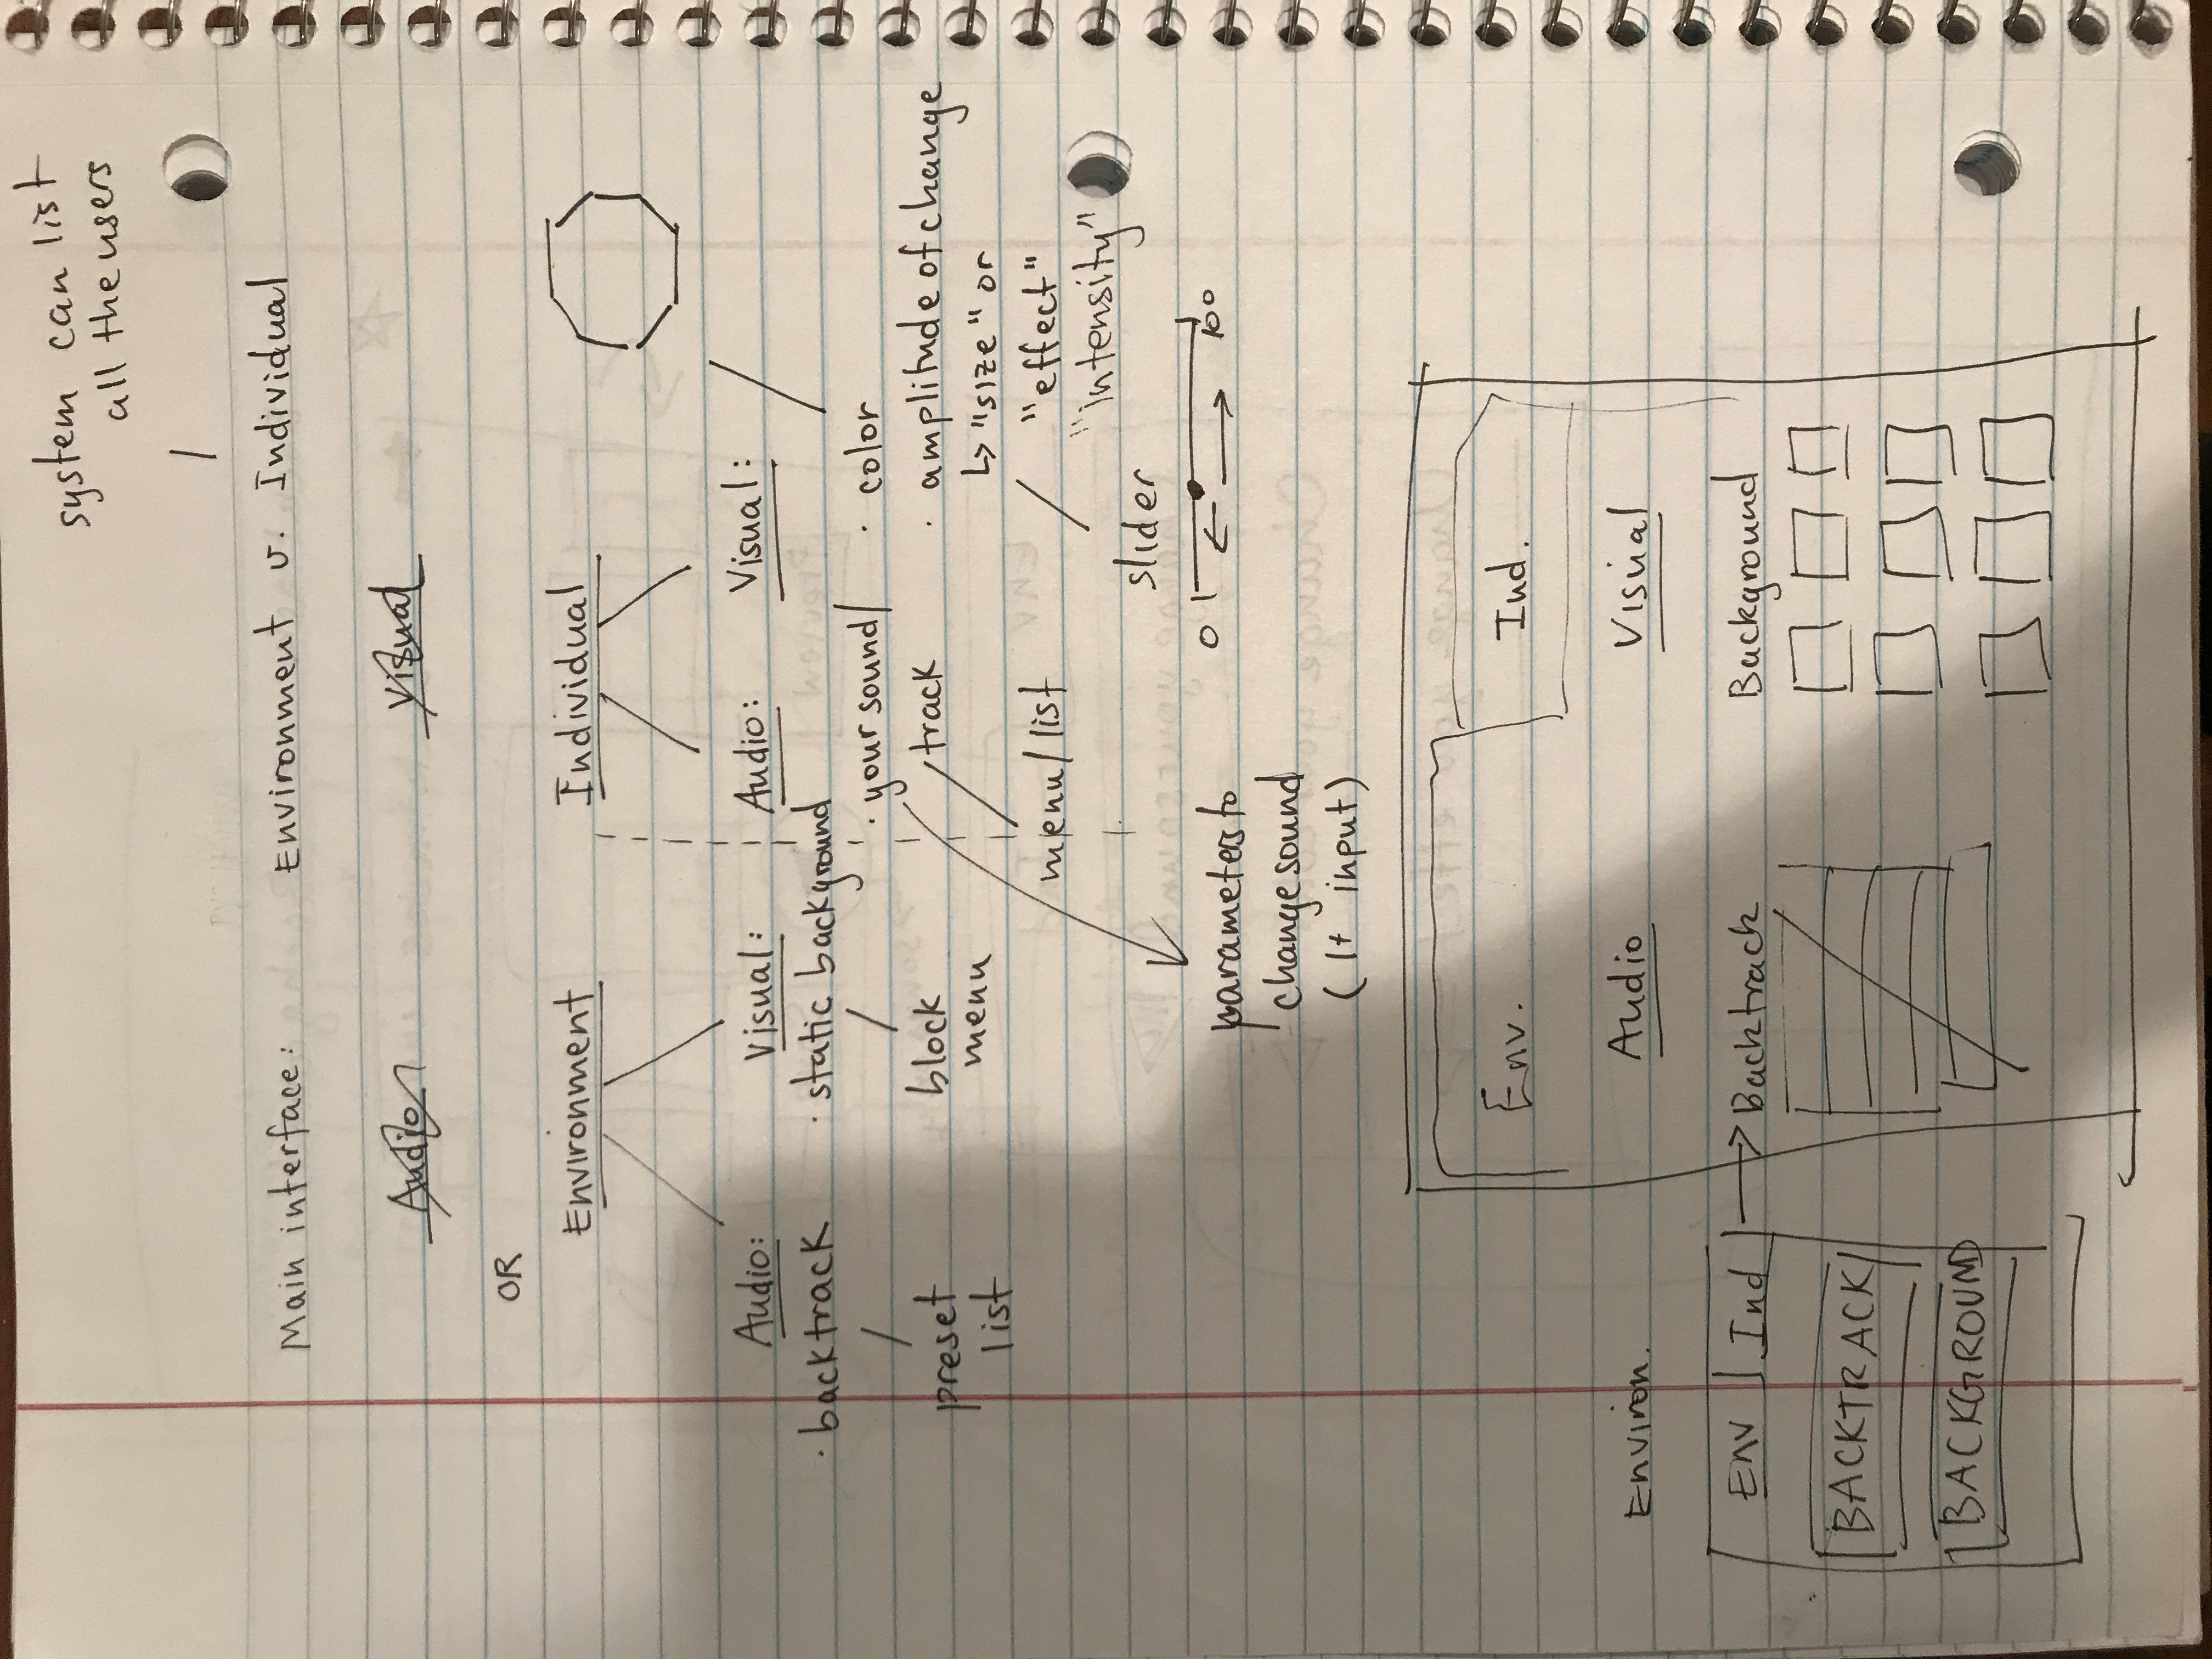 system can list
all the users
Main interface: Environment v. Individual
Audio Visual
OR
Environment Individual
Audio: Visual: Audio: Visual:
· backtrack · static background
· your sound/ · color
preset block track · amplitude of change
list menu ↳ "size" or
menu/list "effect"
"intensity"
slider
0 100
parameters to
change sound
(1+ input)
Env. Ind.
Environ. Audio Visual
Env Ind → Backtrack Background
BACKTRACK
BACKGROUND